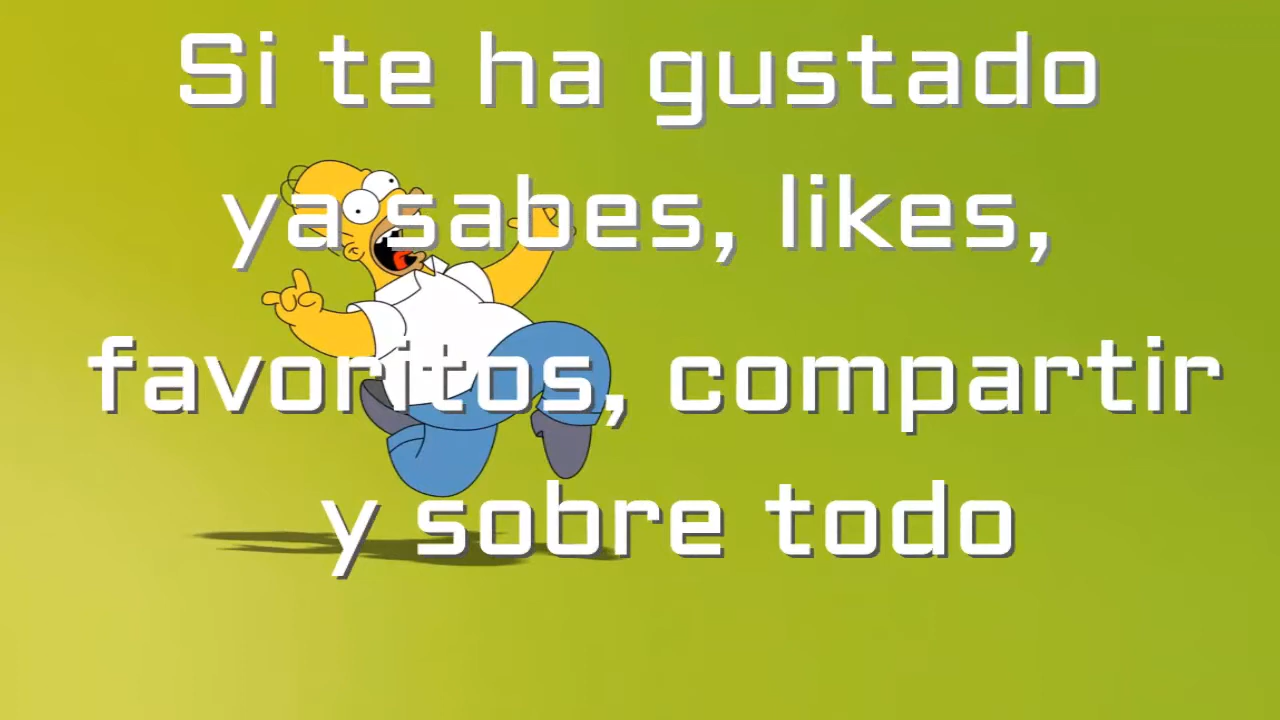 Si te ha gustado
ya sabes, likes,
favoritos, compartir
y sobre todo